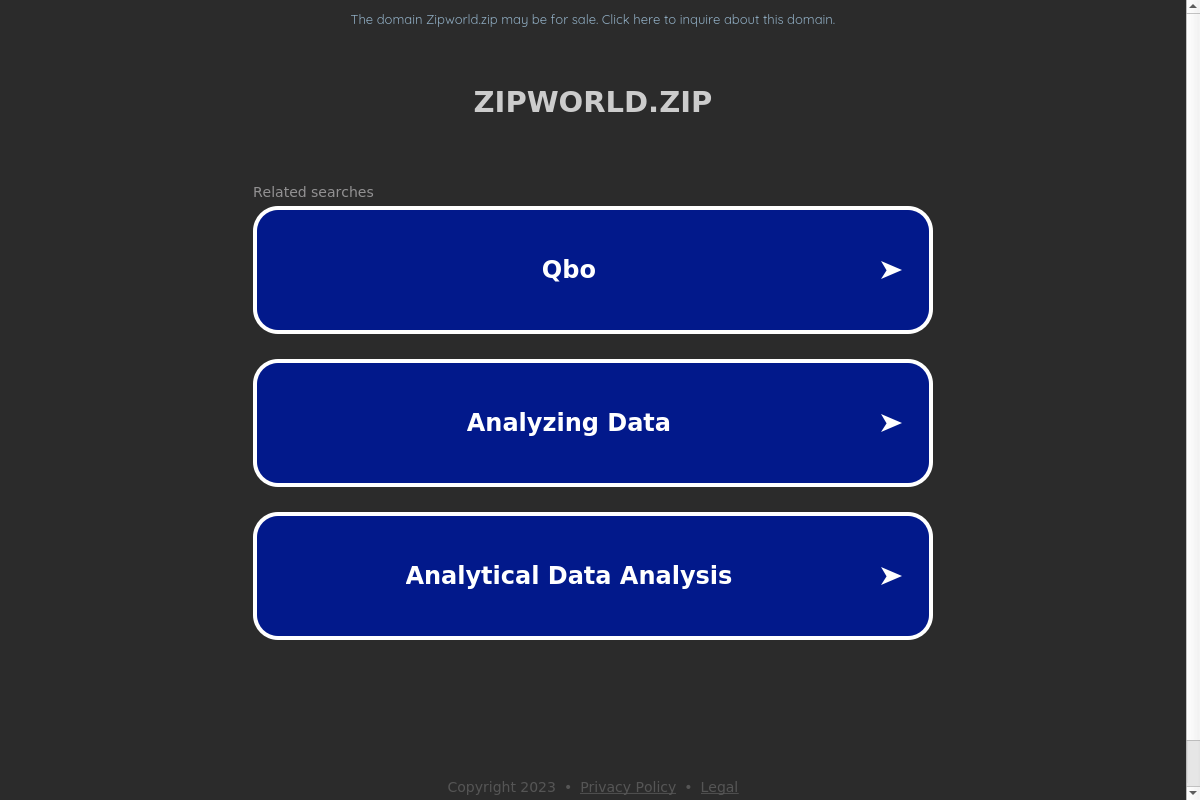 The domain Zipworld.zip may be for sale. Click here to inquire about this domain.
ZIPWORLD.ZIP
Related searches
Qbo
Analyzing Data
Analytical Data Analysis
Copyright 2023 • Privacy Policy • Legal